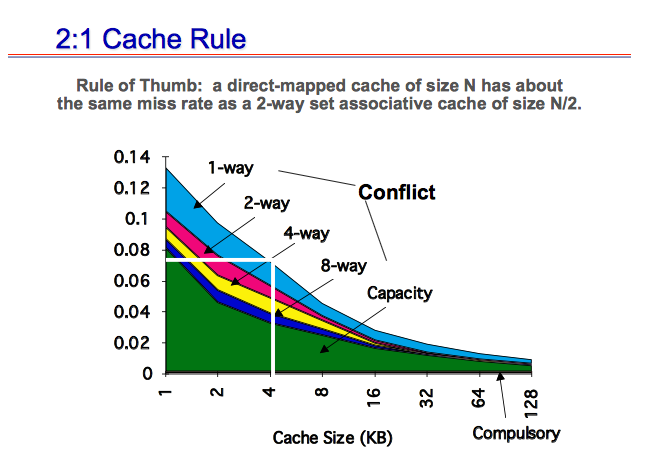 2:1 Cache Rule
Rule of Thumb: a direct-mapped cache of size N has about
the same miss rate as a 2-way set associative cache of size N/2.
0.14
0.12
0.1
0.08
0.06
0.04
0.02
0
1-way
2-way
4-way
8-way
Conflict
Capacity
1
2
4
8
16
32
64
128
Cache Size (KB)
Compulsory